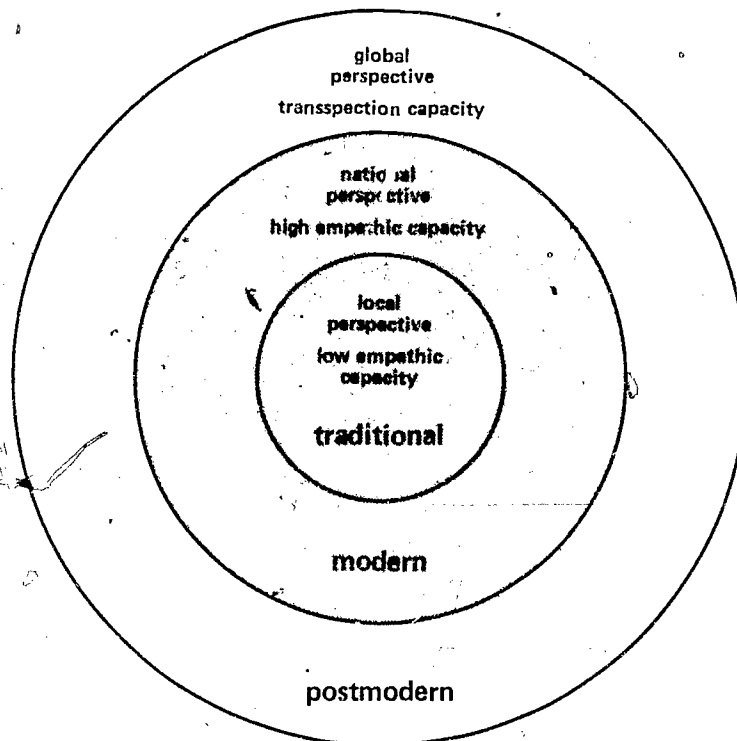 global
perspective
transspection capacity
national
perspective
high empathic capacity
local
perspective
low empathic
capacity
traditional
modern
postmodern